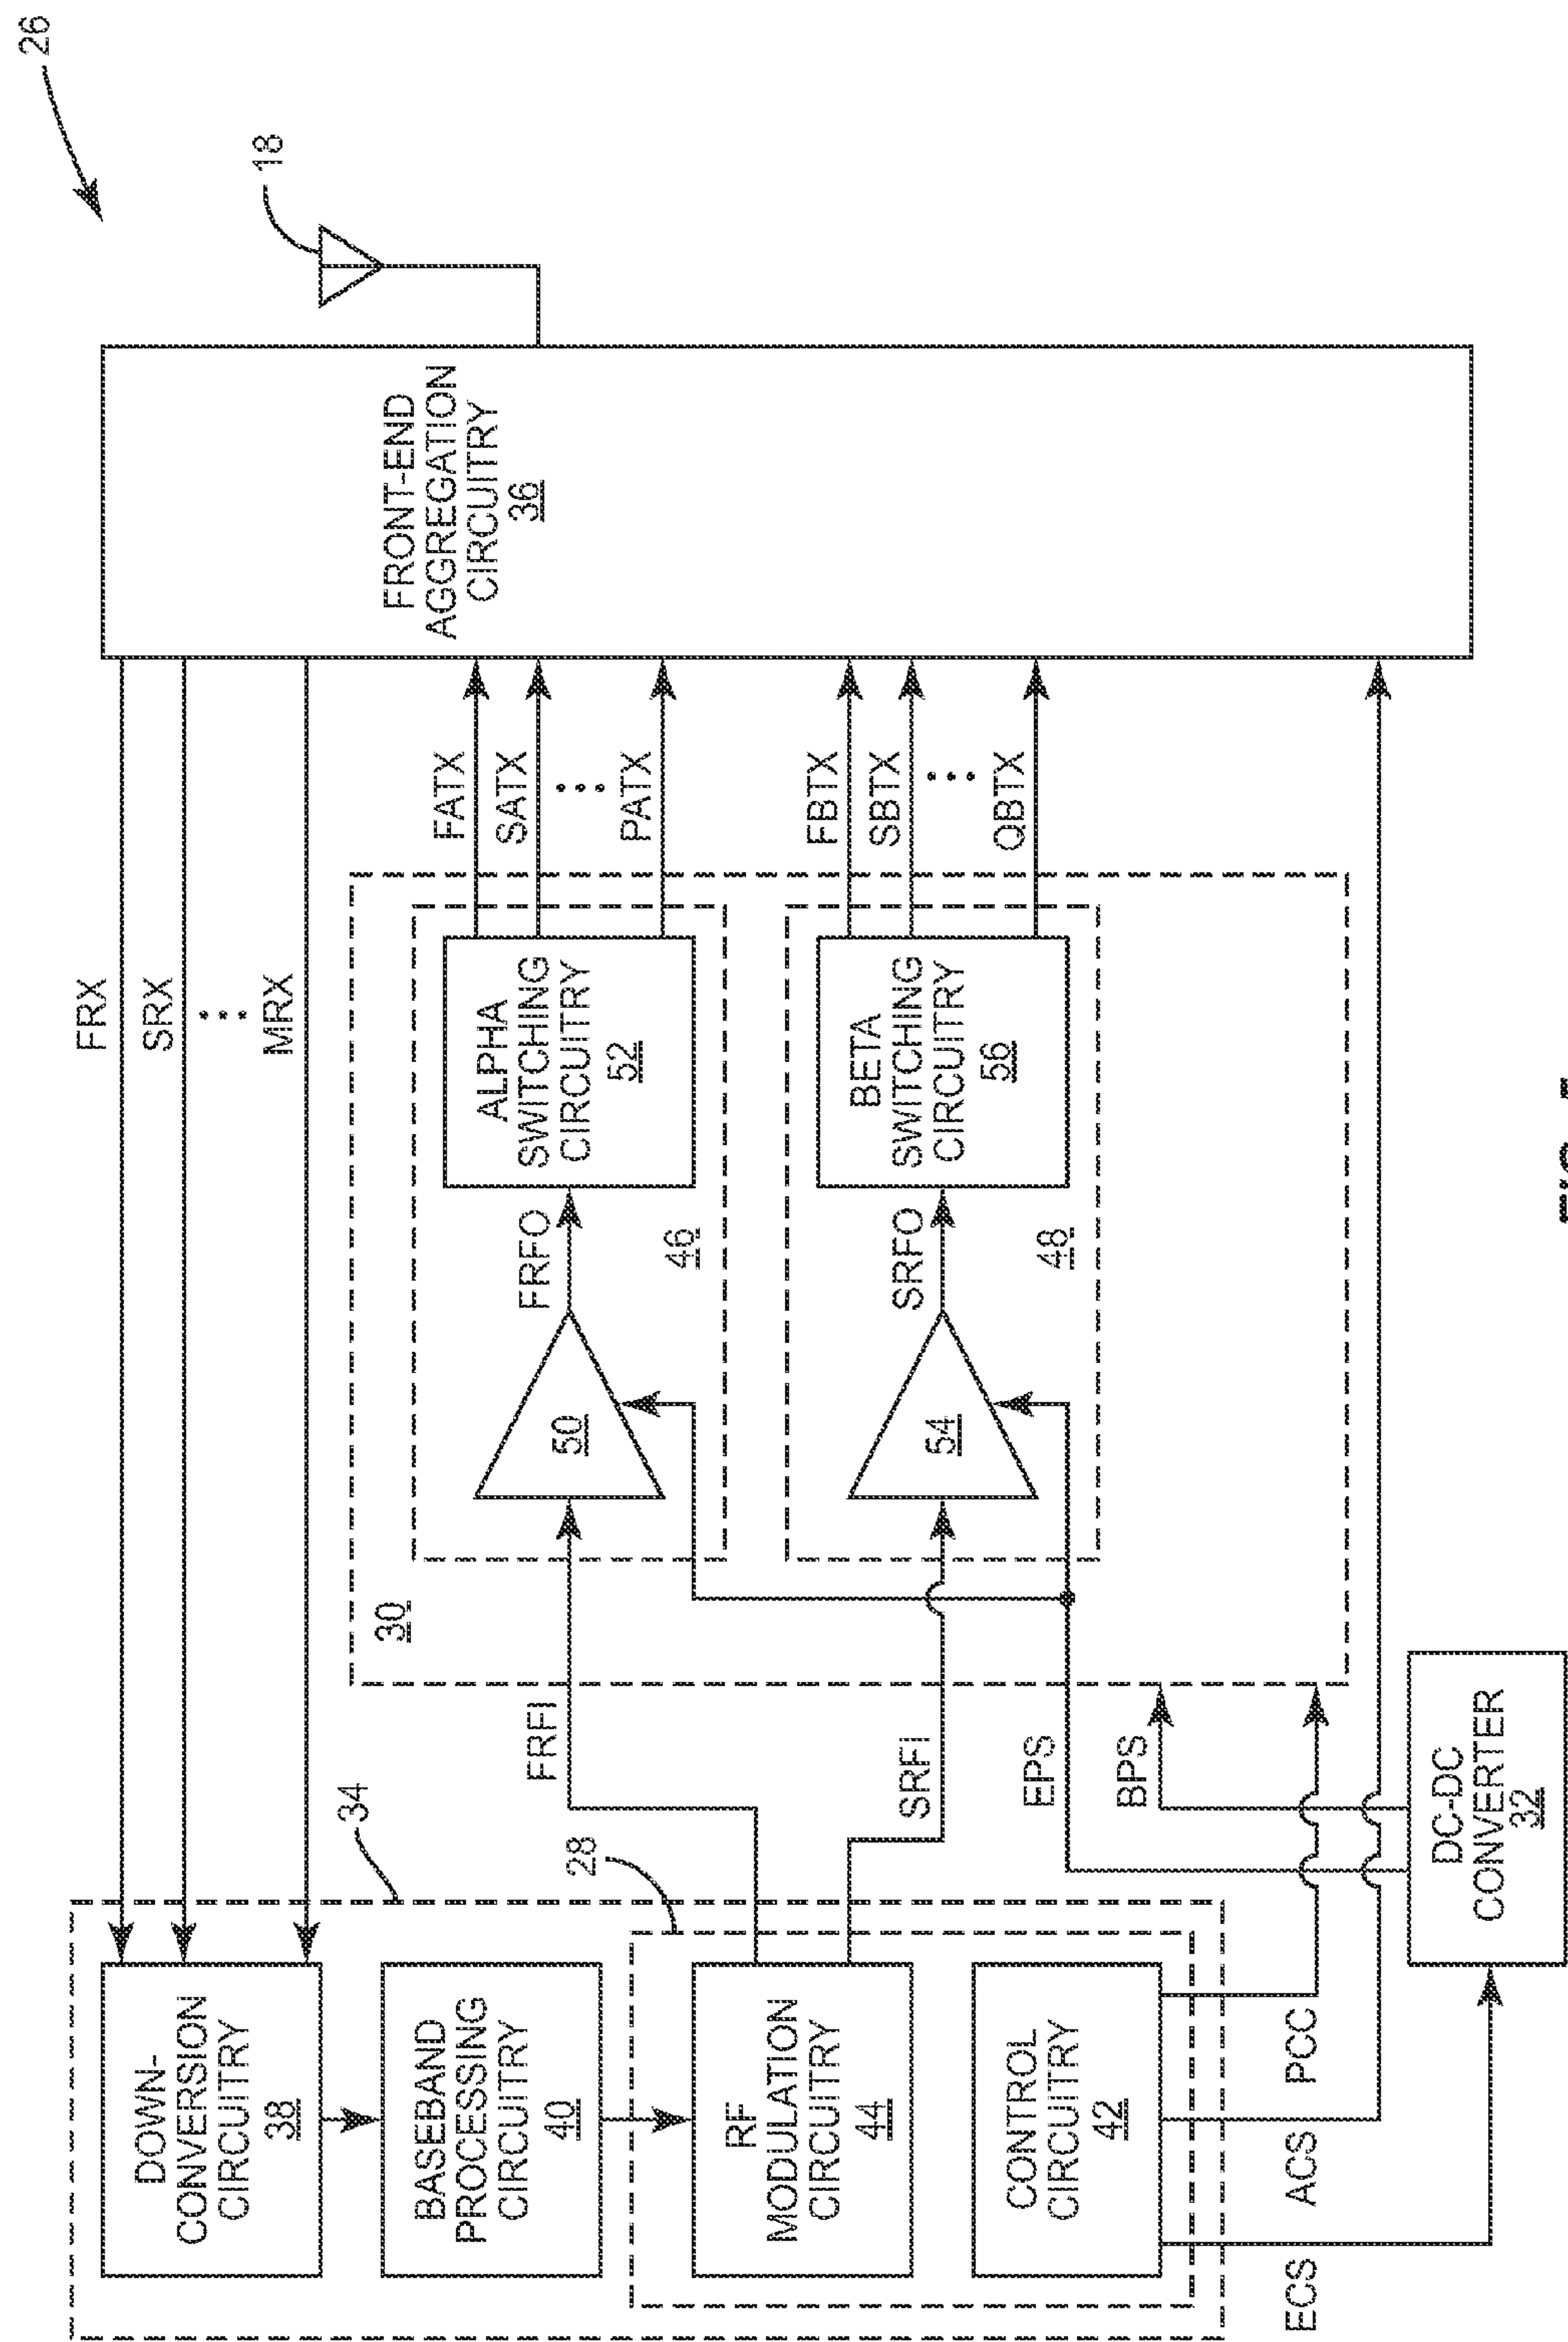 26
18
FRONT-END
AGGREGATION
CIRCUITRY
36
FRX
SRX
MRX
FATX
SATX
PATX
FBTX
SBTX
QBTX
ALPHA
SWITCHING
CIRCUITRY
52
BETA
SWITCHING
CIRCUITRY
56
FRFO
46
SRFO
48
50
54
30
FRFI
SRFI
EPS
BPS
34
28
DC-DC
CONVERTER
32
DOWN-
CONVERSION
CIRCUITRY
38
BASEBAND
PROCESSING
CIRCUITRY
40
RF
MODULATION
CIRCUITRY
44
CONTROL
CIRCUITRY
42
PCC
ACS
ECS